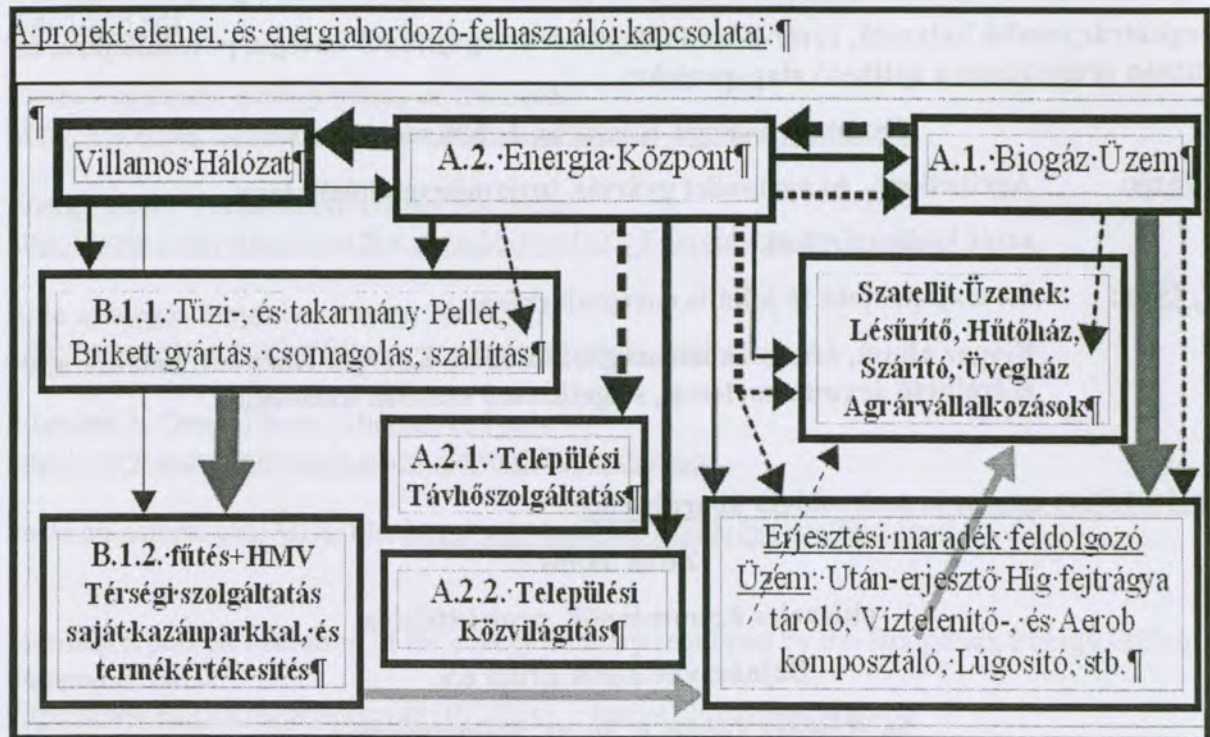 A projekt elemei, és energiahordozó-felhasználói kapcsolatai:¶
¶
Villamos Hálózat¶
A.2. Energia Központ¶
A.1. Biogáz Üzem¶
B.1.1. Tüzi-, és takarmány Pellet,
Brikett gyártás, csomagolás, szállítás¶
Szatellit Üzemek:
Lésűrítő, Hűtőház,
Szárító, Üvegház
Agrárvállalkozások¶
A.2.1. Települési
Távhőszolgáltatás¶
B.1.2. fűtés+HMV
Térségi szolgáltatás
saját kazánparkkal, és
termékértékesítés¶
A.2.2. Települési
Közvilágítás¶
Erjesztési maradék feldolgozó
Üzem: Után-erjesztő Híg fejtrágya
tároló, Víztelenítő-, és Aerob
komposztáló, Lúgosító, stb.¶